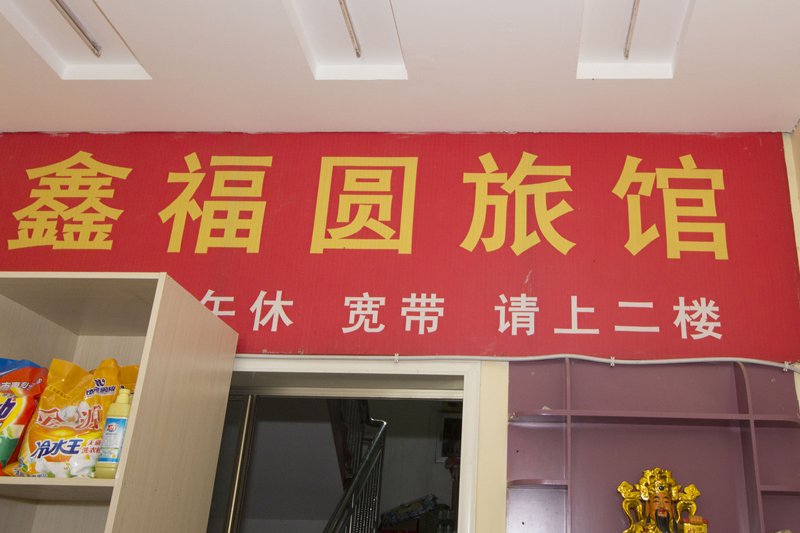 鑫福圆旅馆
午休 宽带 请上二楼
冷水王